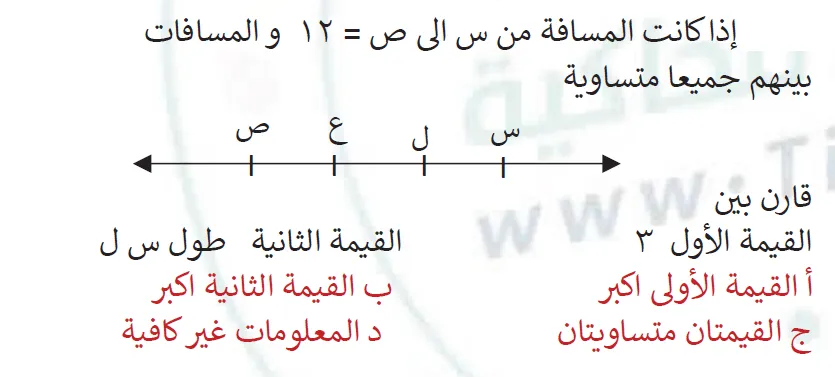 إذا كانت المسافة من س الى ص = ١٢ و المسافات
بينهم جميعا متساوية
ص ع ل س
قارن بين
القيمة الأول ٣ القيمة الثانية طول س ل
أ القيمة الأولى اكبر ب القيمة الثانية اكبر
ج القيمتان متساويتان د المعلومات غير كافية